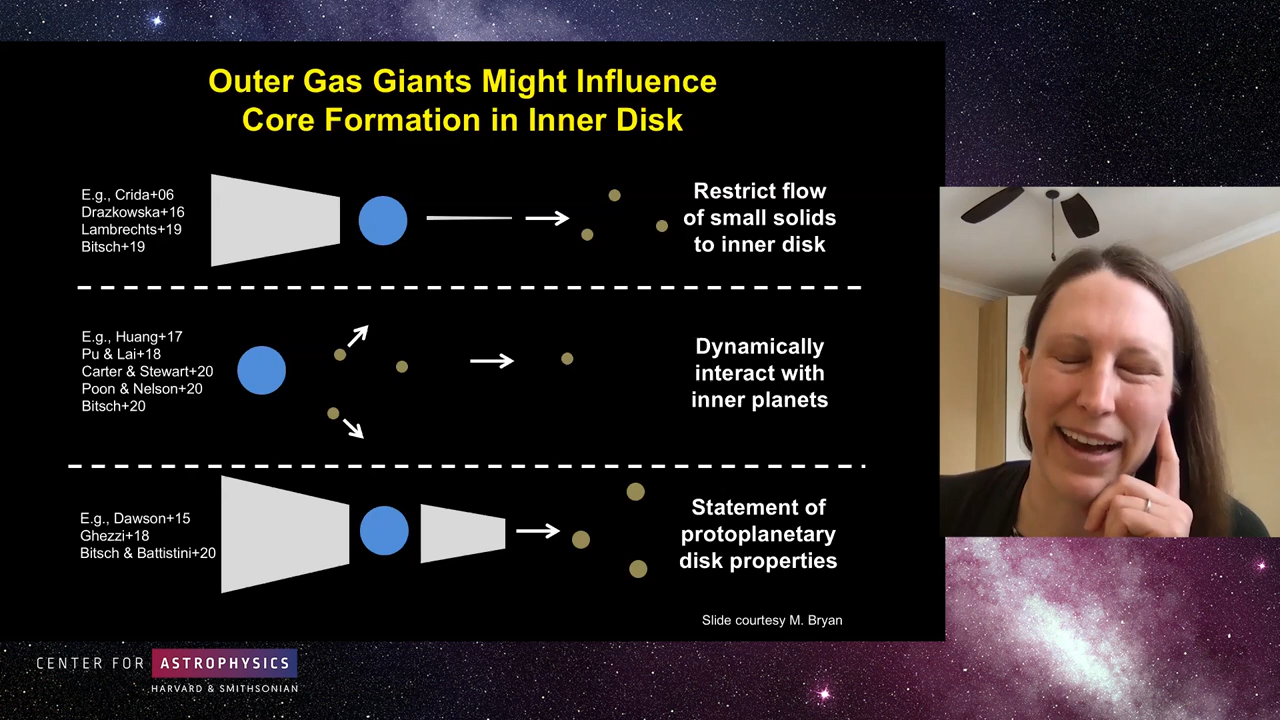 Outer Gas Giants Might Influence
Core Formation in Inner Disk
E.g., Crida+06
Drazkowska+16
Lambrechts+19
Bitsch+19
Restrict flow
of small solids
to inner disk
E.g., Huang+17
Pu & Lai+18
Carter & Stewart+20
Poon & Nelson+20
Bitsch+20
Dynamically
interact with
inner planets
E.g., Dawson+15
Ghezzi+18
Bitsch & Battistini+20
Statement of
protoplanetary
disk properties
Slide courtesy M. Bryan
CENTER FOR ASTROPHYSICS
HARVARD & SMITHSONIAN